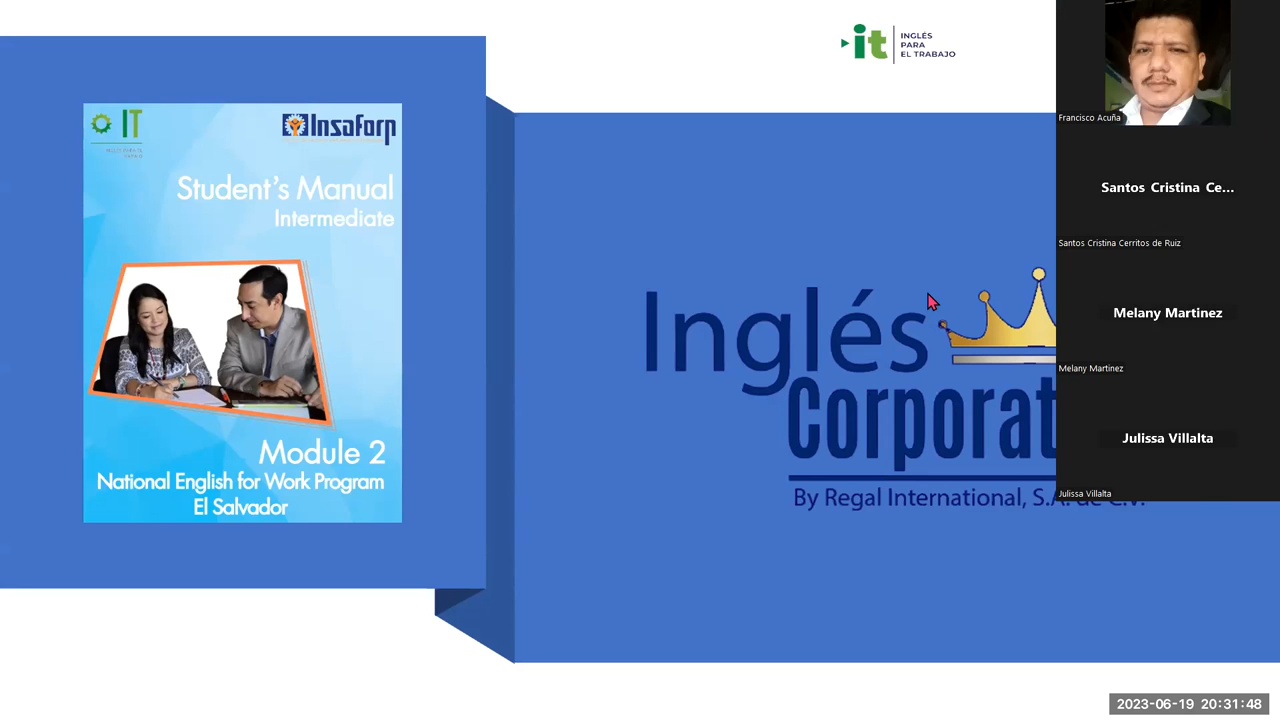 INGLÉS
PARA
EL TRABAJO
it
IT
Insaforp
Student's Manual
Intermediate
Module 2
National English for Work Program
El Salvador
Inglés
Corporat
By Regal International, S.A. de C.V.
Francisco Acuña
Santos Cristina Ce...
Santos Cristina Cerritos de Ruiz
Melany Martinez
Melany Martinez
Julissa Villalta
Julissa Villalta
2023-06-19 20:31:48